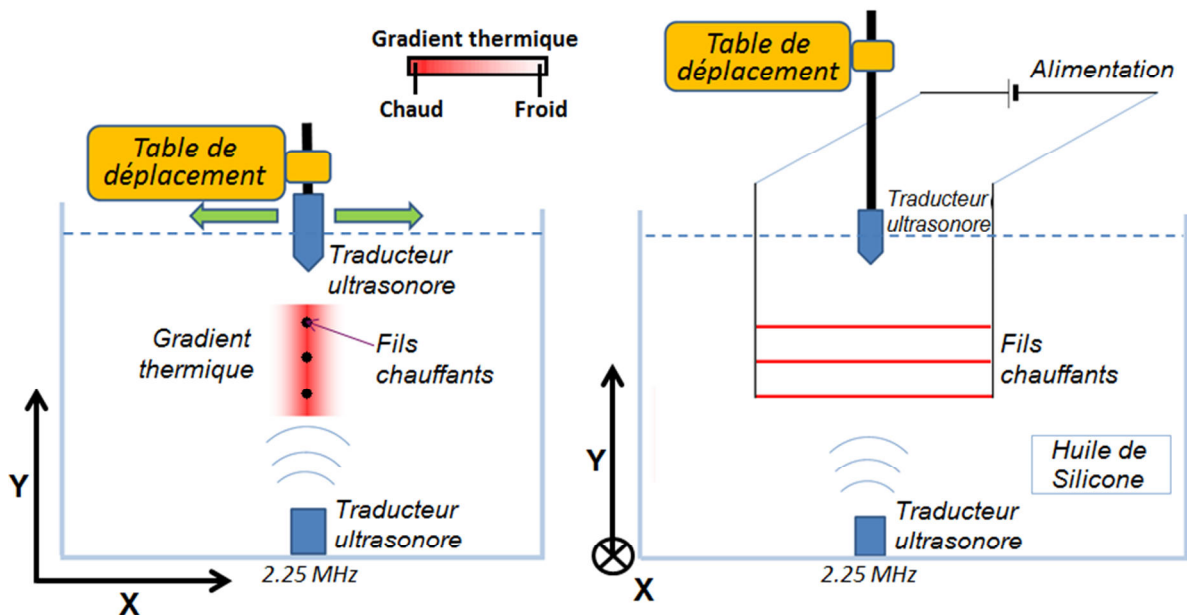 Gradient thermique
Chaud
Froid
Table de
déplacement
Traducteur
ultrasonore
Gradient
thermique
Fils
chauffants
Traducteur
ultrasonore
2.25 MHz
Y
X
Table de
déplacement
Alimentation
Traducteur
ultrasonore
Fils
chauffants
Huile de
Silicone
Traducteur
ultrasonore
2.25 MHz
Y
X